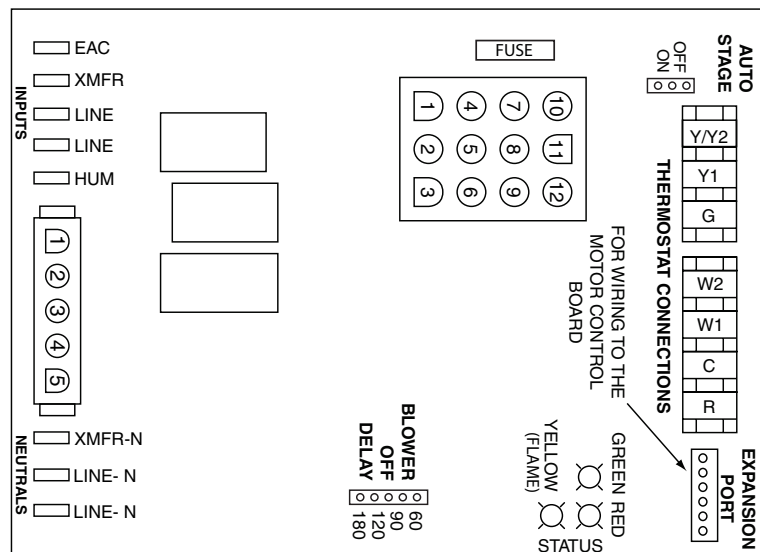 INPUTS
EAC
XMFR
LINE
LINE
HUM
1
2
3
4
5
NEUTRALS
XMFR-N
LINE- N
LINE- N
FUSE
1 4 7 10
2 5 8 11
3 6 9 12
AUTO
STAGE
OFF
ON
THERMOSTAT CONNECTIONS
Y/Y2
Y1
G
W2
W1
C
R
FOR WIRING TO THE
MOTOR CONTROL
BOARD
BLOWER
OFF
DELAY
60
90
120
180
YELLOW
(FLAME)
GREEN RED
STATUS
EXPANSION
PORT